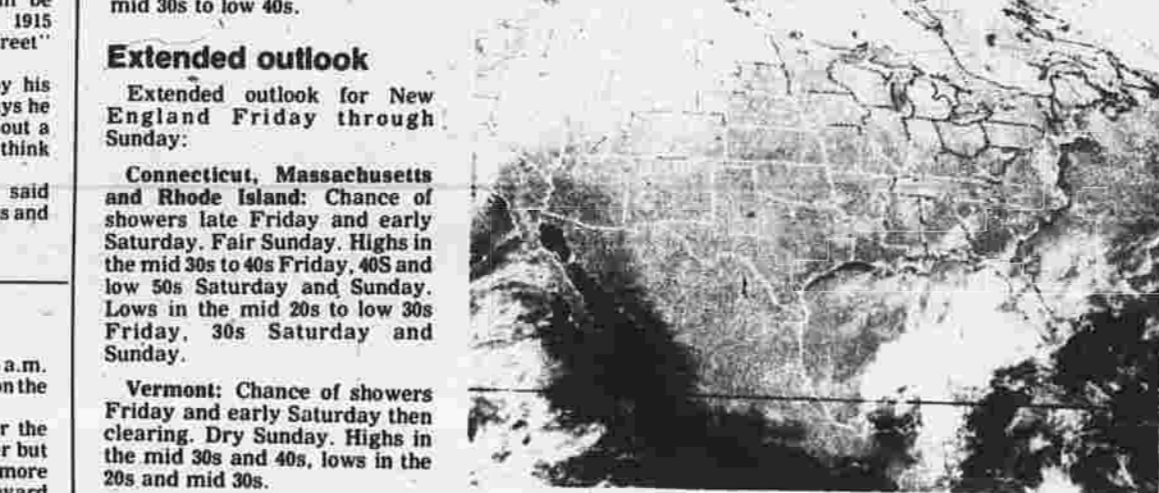 1915
reet"
y his
ys he
out a
think
said
s and
a.m.
on the
r the
r but
more
mid 30s to low 40s.
Extended outlook
Extended outlook for New
England Friday through
Sunday:
Connecticut, Massachusetts
and Rhode Island: Chance of
showers late Friday and early
Saturday. Fair Sunday. Highs in
the mid 30s to 40s Friday, 40S and
low 50s Saturday and Sunday.
Lows in the mid 20s to low 30s
Friday, 30s Saturday and
Sunday.
Vermont: Chance of showers
Friday and early Saturday then
clearing. Dry Sunday. Highs in
the mid 30s and 40s, lows in the
20s and mid 30s.